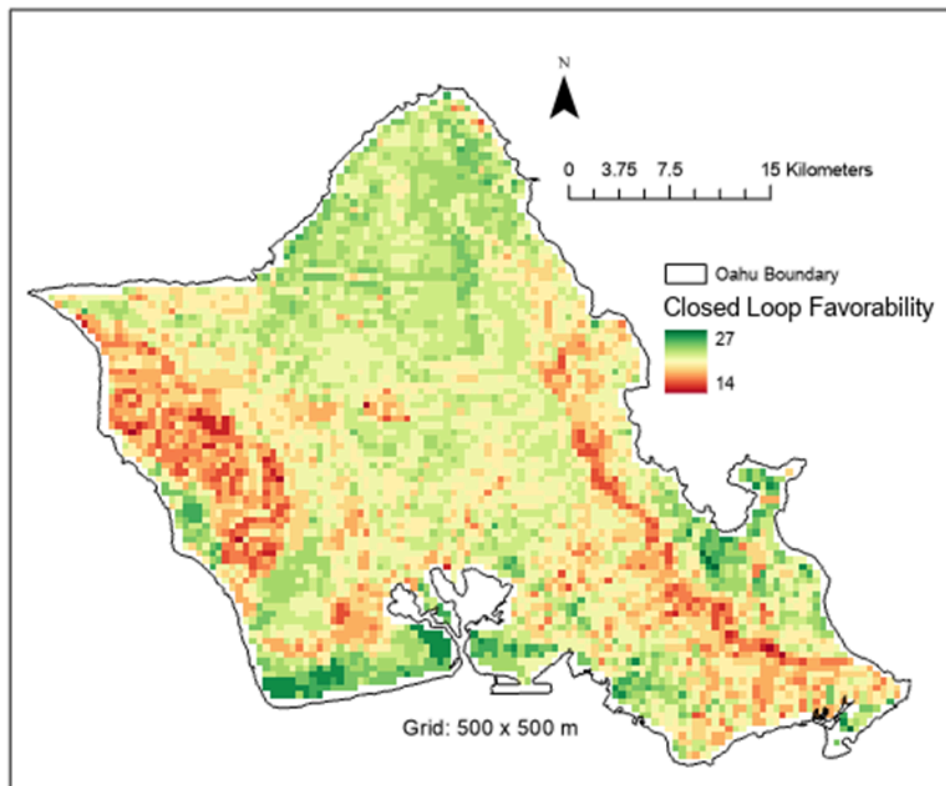 N
0 3.75 7.5 15 Kilometers
Oahu Boundary
Closed Loop Favorability
27
14
Grid: 500 x 500 m